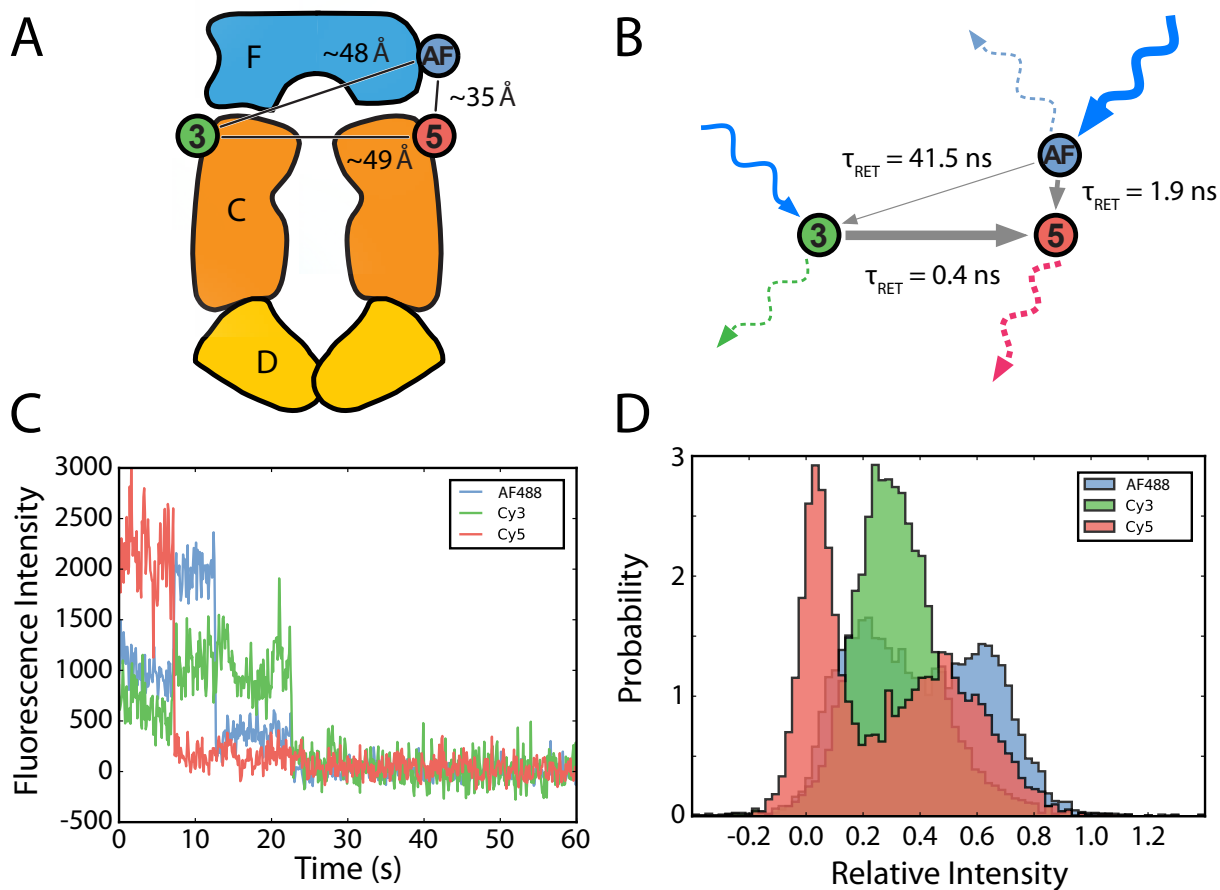 A
F
AF
~48 Å
~35 Å
3
5
~49 Å
C
D
B
AF
τRET = 41.5 ns
τRET = 1.9 ns
3
5
τRET = 0.4 ns
C
Fluorescence Intensity
3000
2500
2000
1500
1000
500
0
-500
AF488
Cy3
Cy5
0 10 20 30 40 50 60
Time (s)
D
Probability
3
2
1
0
AF488
Cy3
Cy5
-0.2 0.0 0.2 0.4 0.6 0.8 1.0 1.2
Relative Intensity